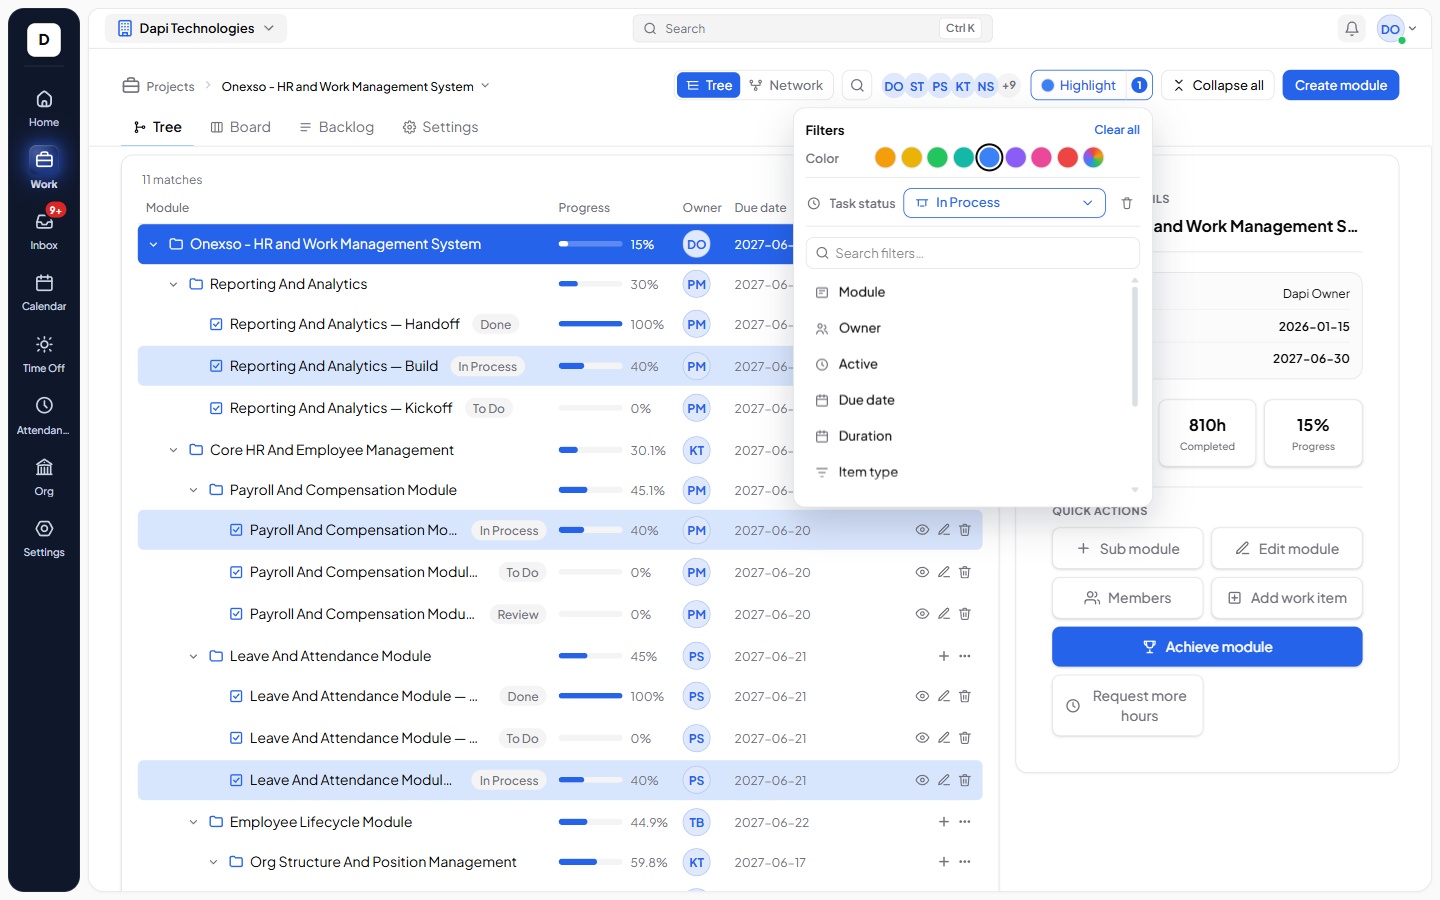 D
Home
Work
9+
Inbox
Calendar
Time Off
Attendan...
Org
Settings
Dapi Technologies
Search
Ctrl K
DO
Projects
Onexso - HR and Work Management System
Tree
Network
DO ST PS KT NS +9
Highlight 1
Collapse all
Create module
Tree
Board
Backlog
Settings
11 matches
Module Progress Owner Due date
Onexso - HR and Work Management System 15% DO 2027-06-
Reporting And Analytics 30% PM 2027-06-
Reporting And Analytics — Handoff Done 100% PM 2027-06-
Reporting And Analytics — Build In Process 40% PM 2027-06-
Reporting And Analytics — Kickoff To Do 0% PM 2027-06-
Core HR And Employee Management 30.1% KT 2027-06-
Payroll And Compensation Module 45.1% PM 2027-06-
Payroll And Compensation Mo... In Process 40% PM 2027-06-20
Payroll And Compensation Modul... To Do 0% PM 2027-06-20
Payroll And Compensation Modu... Review 0% PM 2027-06-20
Leave And Attendance Module 45% PS 2027-06-21
Leave And Attendance Module — ... Done 100% PS 2027-06-21
Leave And Attendance Module — ... To Do 0% PS 2027-06-21
Leave And Attendance Modul... In Process 40% PS 2027-06-21
Employee Lifecycle Module 44.9% TB 2027-06-22
Org Structure And Position Management 59.8% KT 2027-06-17
Filters
Clear all
Color
Task status
In Process
Search filters...
Module
Owner
Active
Due date
Duration
Item type
ILS
and Work Management S...
Dapi Owner
2026-01-15
2027-06-30
810h
Completed
15%
Progress
QUICK ACTIONS
Sub module
Edit module
Members
Add work item
Achieve module
Request more
hours